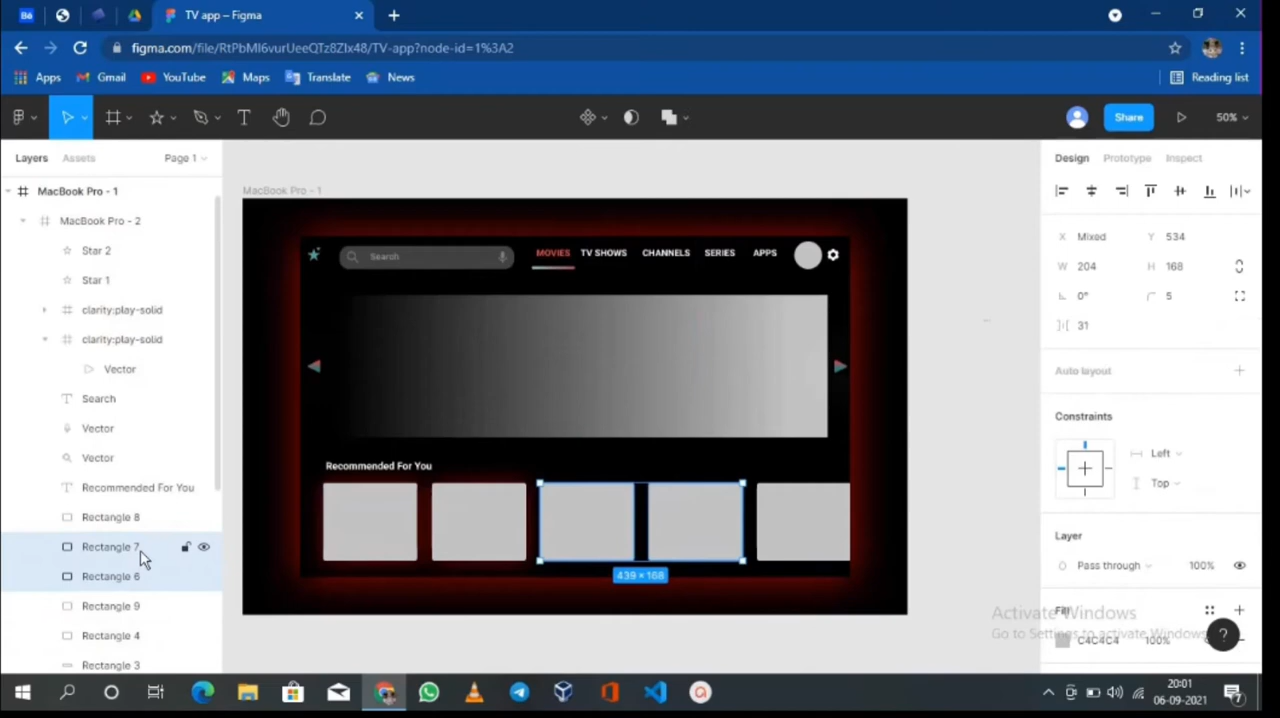 Bē
TV app – Figma
figma.com/file/RtPbMl6vurUeeQTz8ZIx48/TV-app?node-id=1%3A2
Apps Gmail YouTube Maps Translate News Reading list
Share 50%
Layers Assets Page 1
Design Prototype Inspect
MacBook Pro - 1
MacBook Pro - 2
Star 2
Star 1
clarity:play-solid
clarity:play-solid
Vector
Search
Vector
Vector
Recommended For You
Rectangle 8
Rectangle 7
Rectangle 6
Rectangle 9
Rectangle 4
Rectangle 3
MacBook Pro - 1
Search MOVIES TV SHOWS CHANNELS SERIES APPS
Recommended For You
439 × 168
X Mixed Y 534
W 204 H 168
0° 5
31
Auto layout
Constraints
Left
Top
Layer
Pass through 100%
Fill
C4C4C4 100%
Activate Windows
Go to Settings to activate Windows.
?
20:01
06-09-2021
7